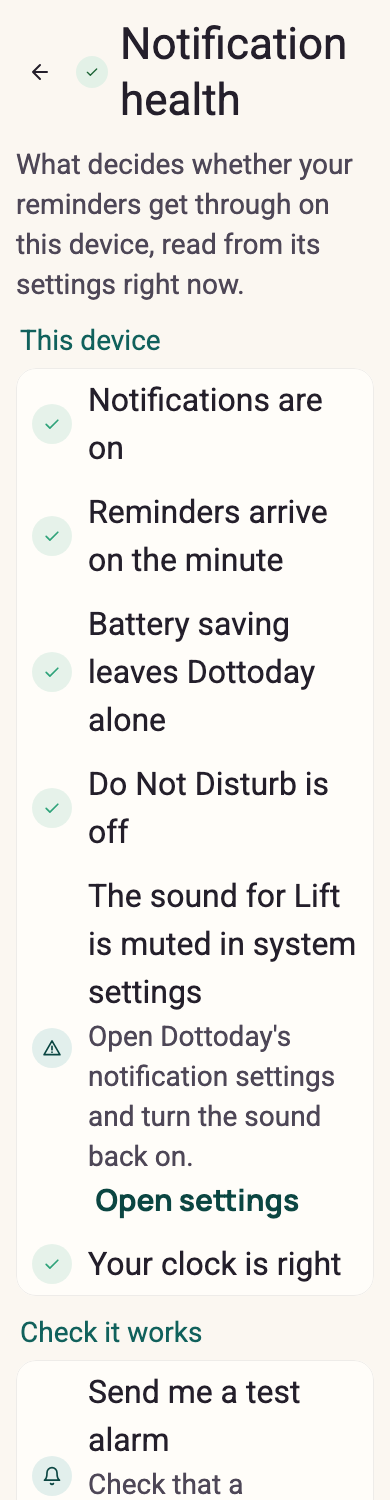 Notification
health
What decides whether your
reminders get through on
this device, read from its
settings right now.
This device
Notifications are
on
Reminders arrive
on the minute
Battery saving
leaves Dottoday
alone
Do Not Disturb is
off
The sound for Lift
is muted in system
settings
Open Dottoday's
notification settings
and turn the sound
back on.
Open settings
Your clock is right
Check it works
Send me a test
alarm
Check that a